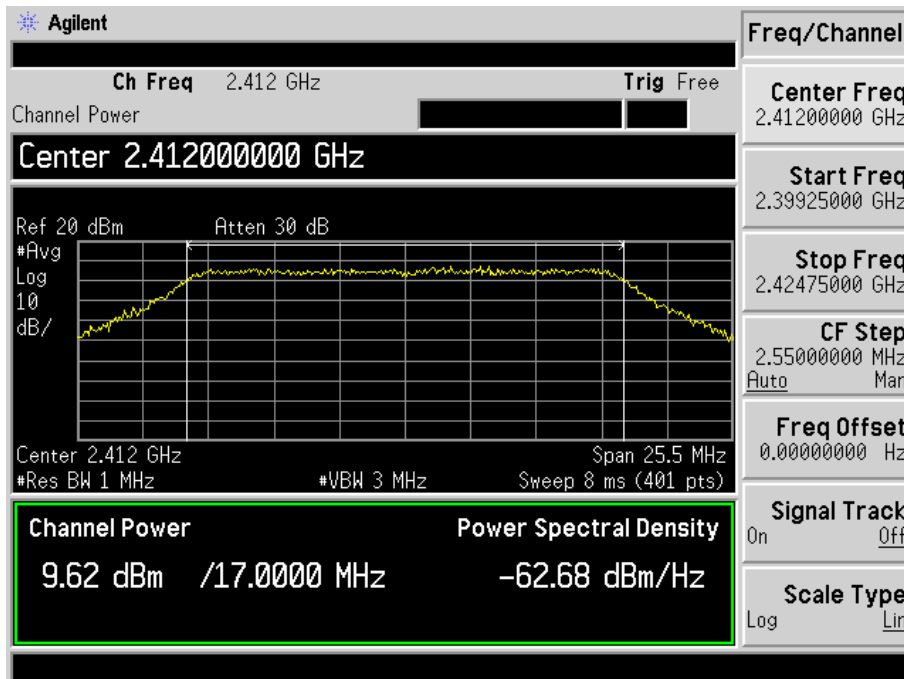 Agilent
Freq/Channel
Ch Freq 2.412 GHz Trig Free
Channel Power
Center 2.412000000 GHz
Ref 20 dBm Atten 30 dB
#Avg
Log
10
dB/
Center 2.412 GHz Span 25.5 MHz
#Res BW 1 MHz #VBW 3 MHz Sweep 8 ms (401 pts)
Channel Power Power Spectral Density
9.62 dBm /17.0000 MHz -62.68 dBm/Hz
Center Freq
2.41200000 GHz
Start Freq
2.39925000 GHz
Stop Freq
2.42475000 GHz
CF Step
2.55000000 MHz
Auto Man
Freq Offset
0.00000000 Hz
Signal Track
On Off
Scale Type
Log Lin